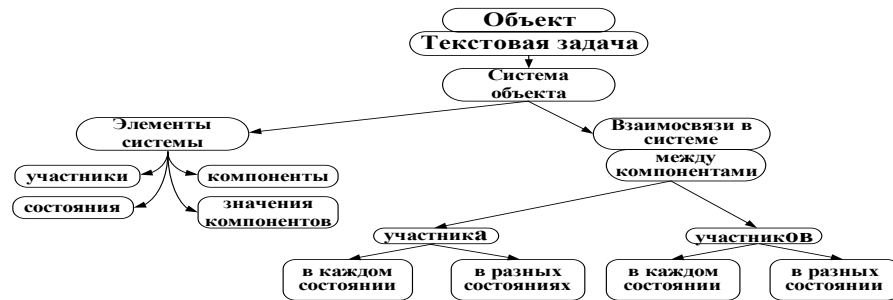 Объект
Текстовая задача
Система
объекта
Элементы
системы
Взаимосвязи в
системе
между
компонентами
участники
компоненты
состояния
значения
компонентов
участника
участников
в каждом
состоянии
в разных
состояниях
в каждом
состоянии
в разных
состоянии